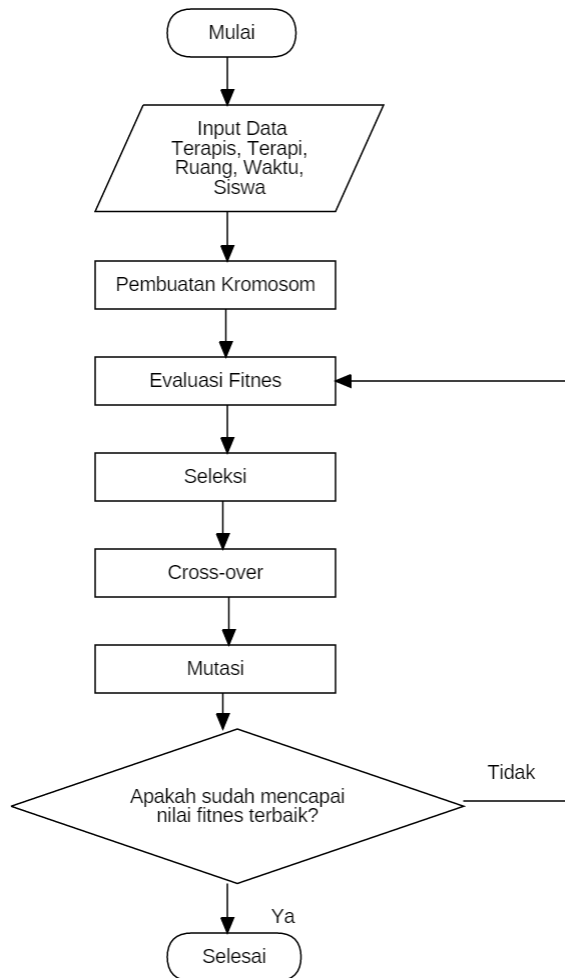 Mulai
Input Data
Terapis, Terapi,
Ruang, Waktu,
Siswa
Pembuatan Kromosom
Evaluasi Fitnes
Seleksi
Cross-over
Mutasi
Apakah sudah mencapai
nilai fitnes terbaik?
Tidak
Ya
Selesai